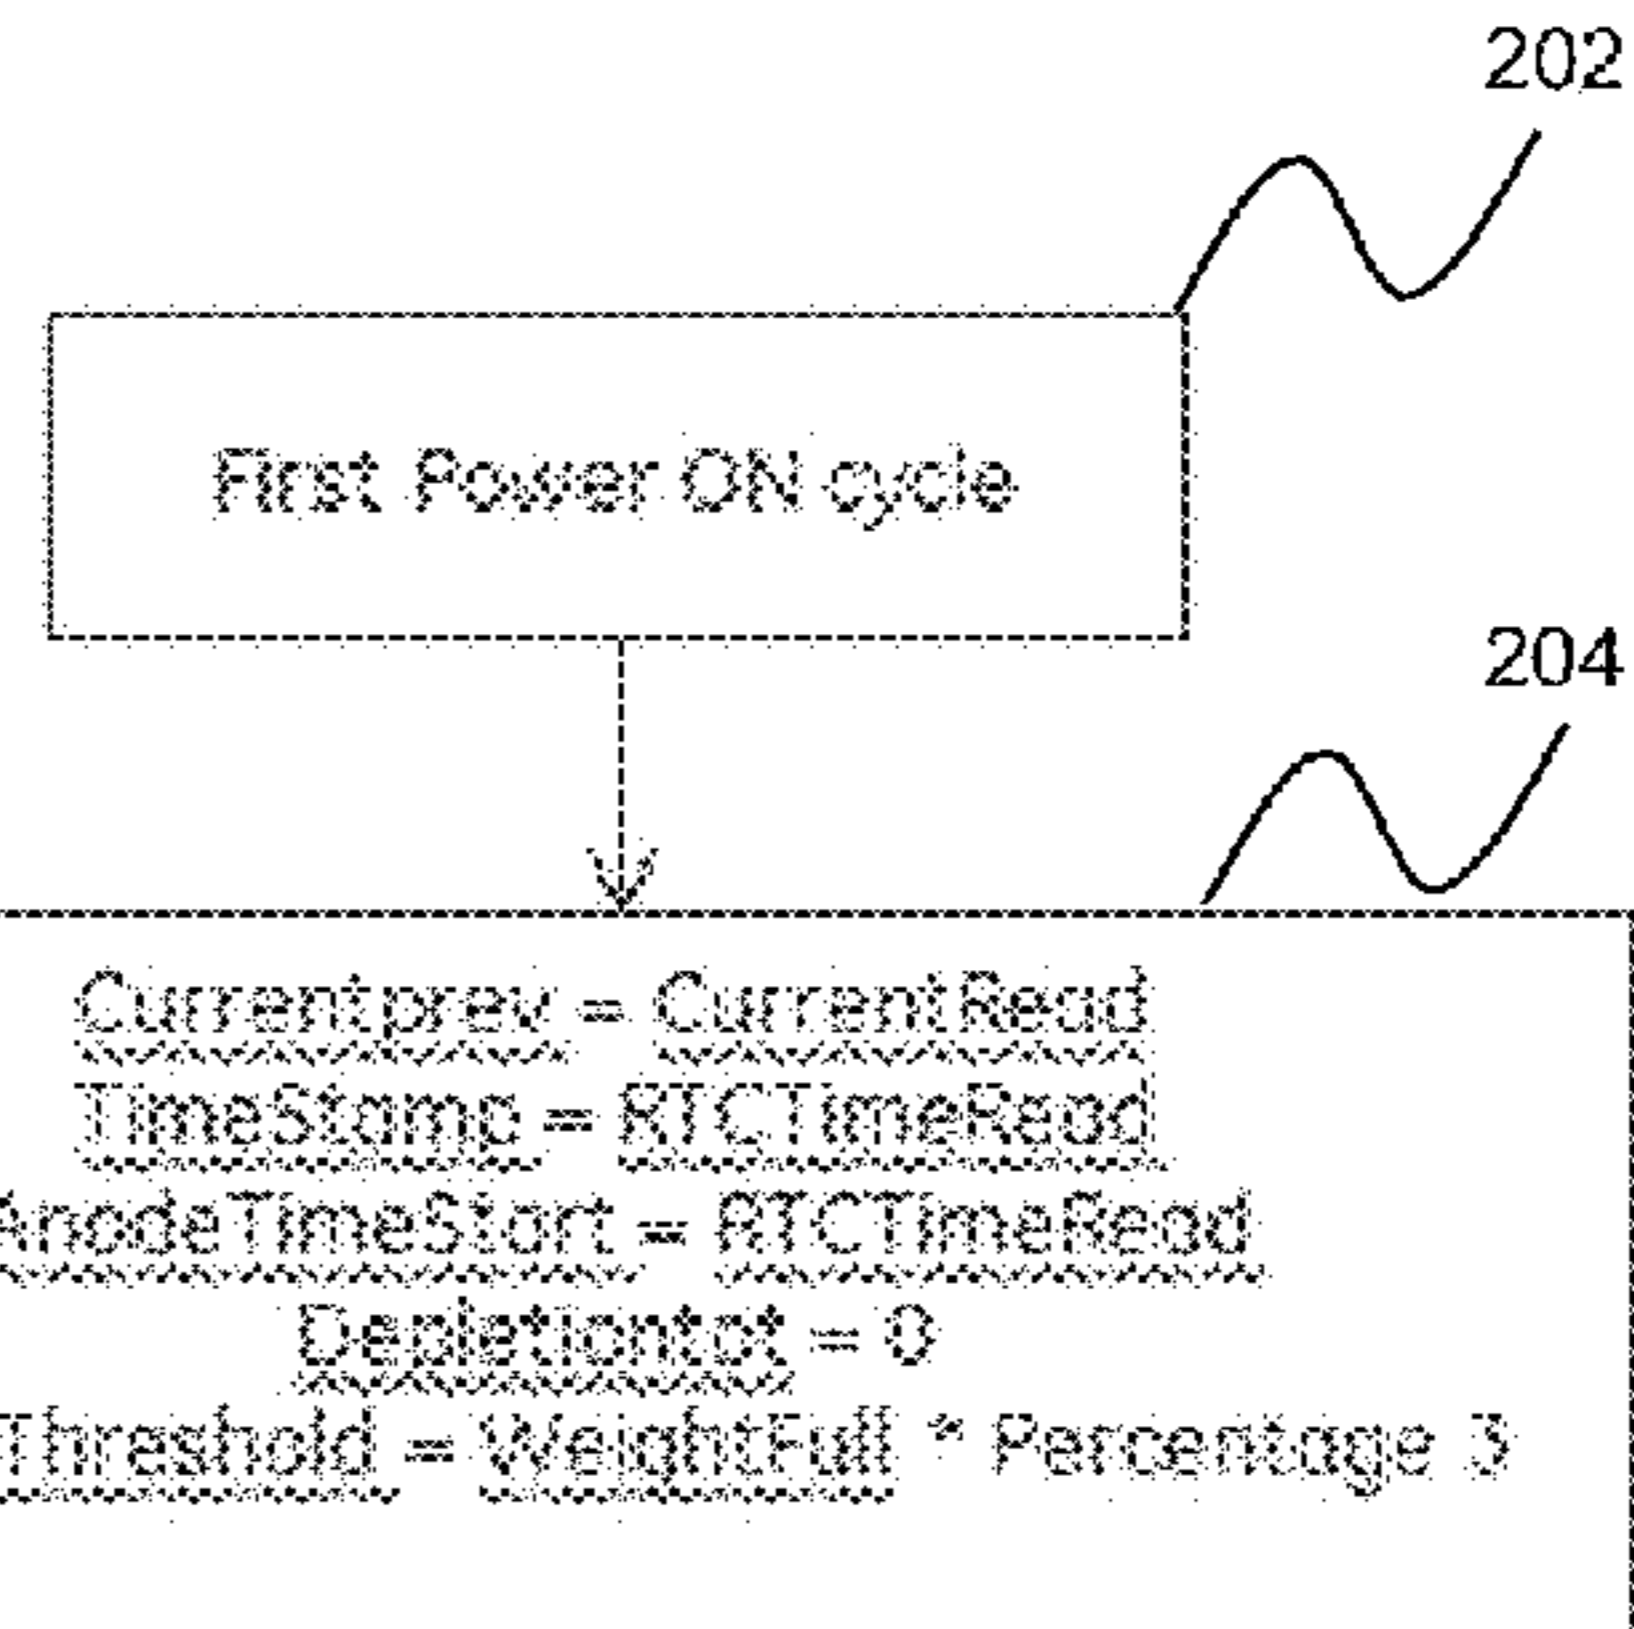 202
First Power ON cycle
204
Currentprev = CurrentRead
TimeStamp = RTCTimeRead
AnodeTimeStart = RTCTimeRead
Depletiontot = 0
Threshold = WeightFull * Percentage 3